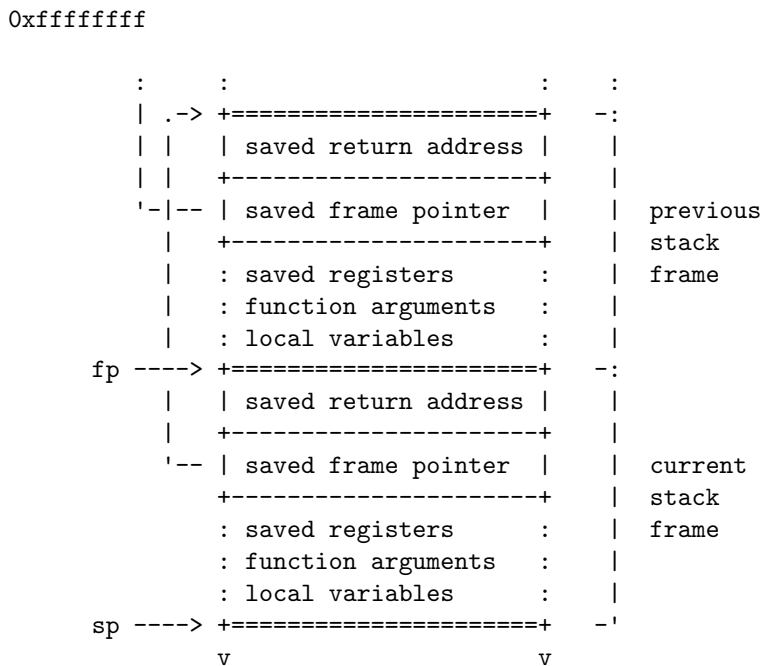 0xffffffff
: : : :
| .-> +======================+ -:
| | | saved return address | |
| | +----------------------+ |
'-|-- | saved frame pointer | | previous
| +----------------------+ | stack
| : saved registers : | frame
| : function arguments : |
| : local variables : |
fp ----> +======================+ -:
| | saved return address | |
| +----------------------+ |
'-- | saved frame pointer | | current
+----------------------+ | stack
: saved registers : | frame
: function arguments : |
: local variables : |
sp ----> +======================+ -'
v v